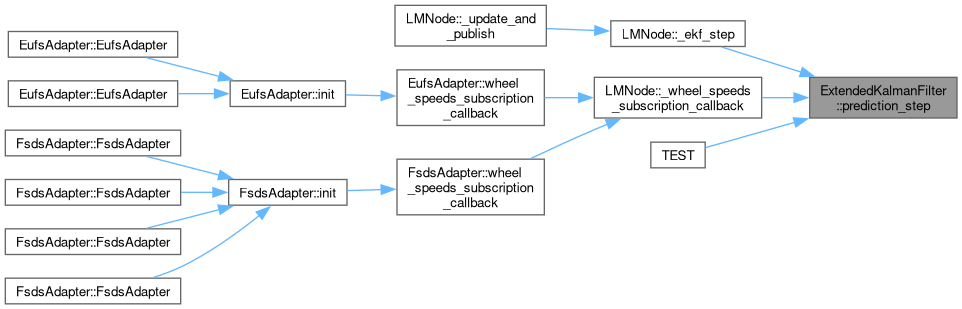 LMNode::_update_and
_publish
LMNode::_ekf_step
EufsAdapter::EufsAdapter
EufsAdapter::EufsAdapter
EufsAdapter::init
EufsAdapter::wheel
_speeds_subscription
_callback
LMNode::_wheel_speeds
_subscription_callback
ExtendedKalmanFilter
::prediction_step
TEST
FsdsAdapter::FsdsAdapter
FsdsAdapter::FsdsAdapter
FsdsAdapter::FsdsAdapter
FsdsAdapter::FsdsAdapter
FsdsAdapter::init
FsdsAdapter::wheel
_speeds_subscription
_callback